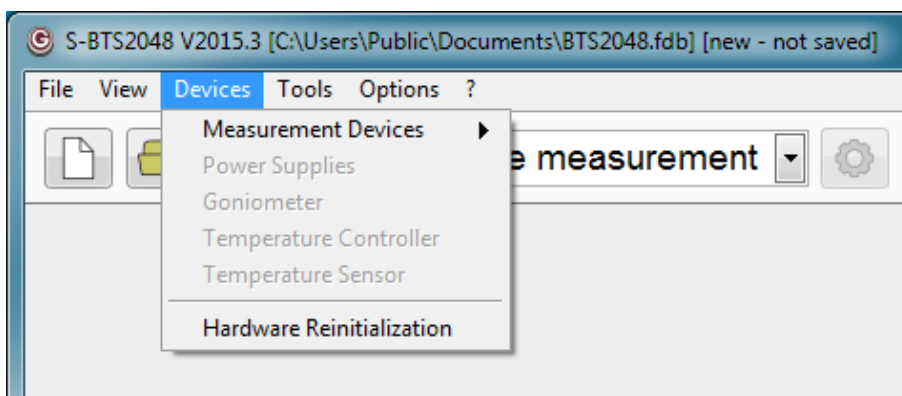 S-BTS2048 V2015.3 [C:\Users\Public\Documents\BTS2048.fdb] [new - not saved]
File View Devices Tools Options ?
Measurement Devices
measurement
Power Supplies
Goniometer
Temperature Controller
Temperature Sensor
Hardware Reinitialization